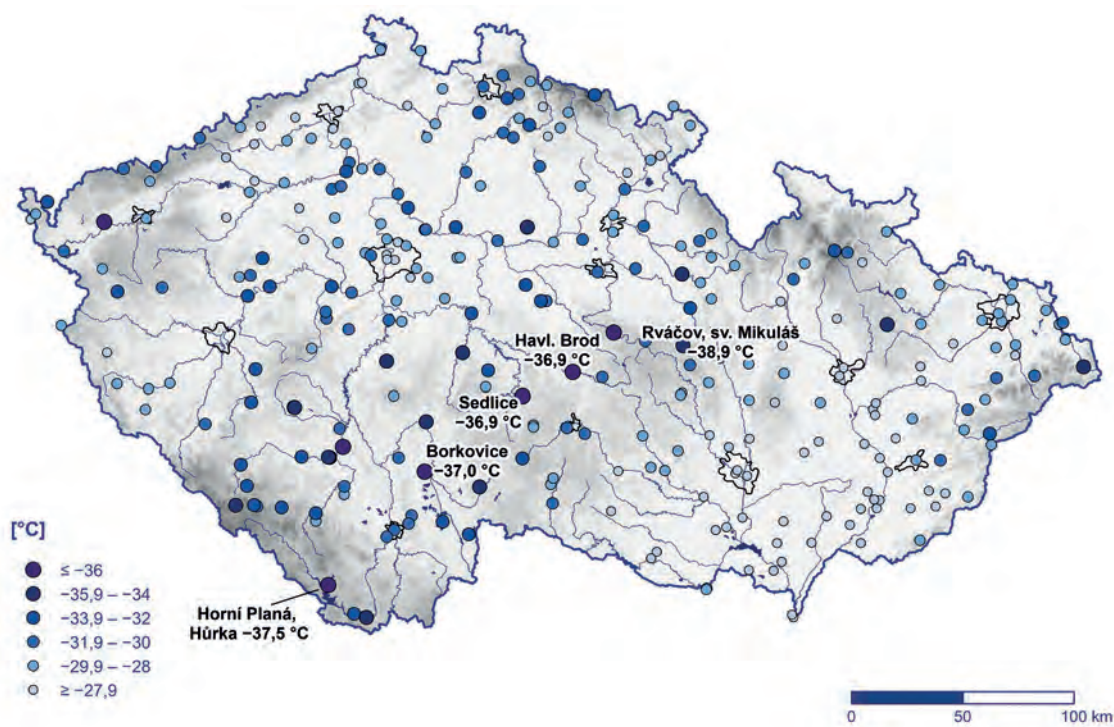 Havl. Brod
−36,9 °C
Rváčov, sv. Mikuláš
−38,9 °C
Sedlice
−36,9 °C
Borkovice
−37,0 °C
[°C]
≤ −36
−35,9 – −34
−33,9 – −32
−31,9 – −30
−29,9 – −28
≥ −27,9
Horní Planá,
Hůrka −37,5 °C
0 50 100 km